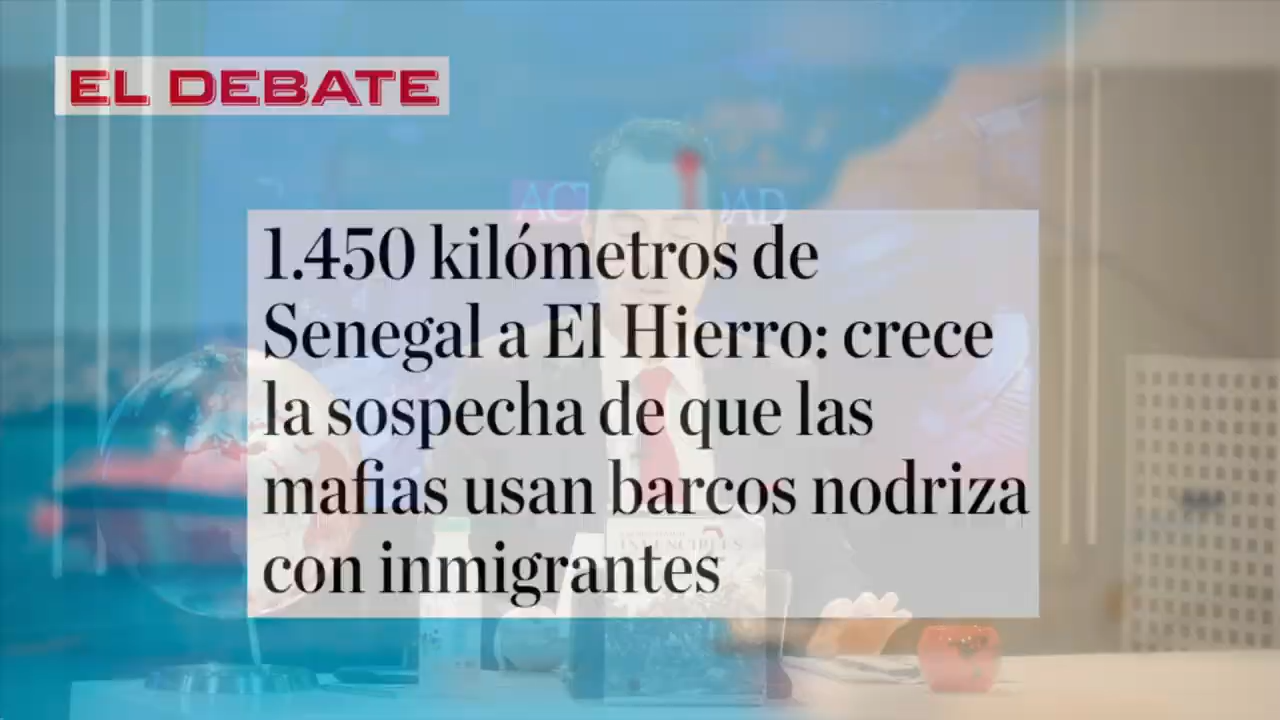 EL DEBATE
1.450 kilómetros de
Senegal a El Hierro: crece
la sospecha de que las
mafias usan barcos nodriza
con inmigrantes
INVENCIBLES